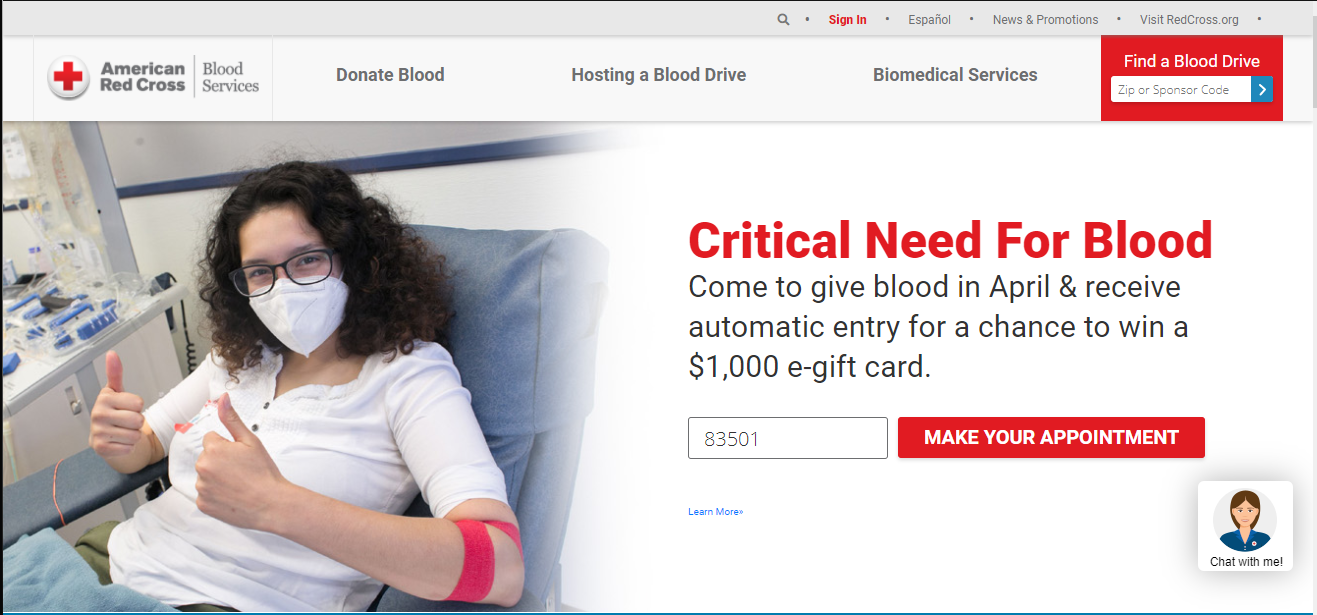 Sign In
Español
News & Promotions
Visit RedCross.org
American
Red Cross
Blood
Services
Donate Blood
Hosting a Blood Drive
Biomedical Services
Find a Blood Drive
Zip or Sponsor Code
Critical Need For Blood
Come to give blood in April & receive
automatic entry for a chance to win a
$1,000 e-gift card.
83501
MAKE YOUR APPOINTMENT
Learn More»
Chat with me!